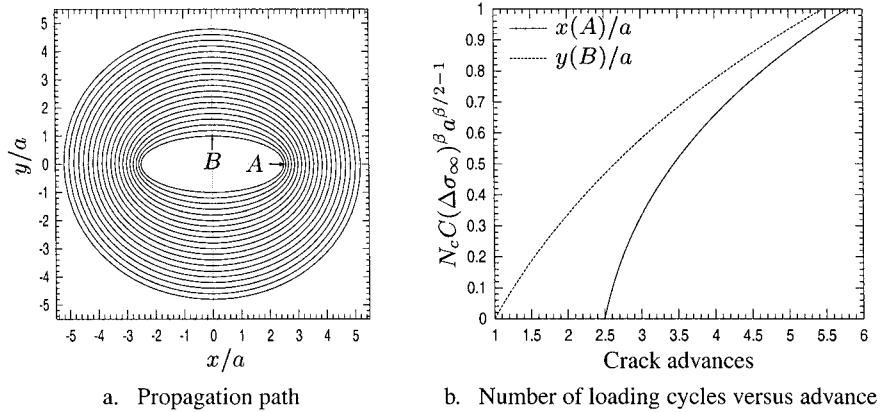 5
4
3
2
1
0
-1
-2
-3
-4
-5
y/a
B
A
-5 -4 -3 -2 -1 0 1 2 3 4 5
x/a
a. Propagation path
1
0.9
0.8
0.7
0.6
0.5
0.4
0.3
0.2
0.1
0
N_c C(Δσ_∞)^β a^{β/2−1}
x(A)/a
y(B)/a
1 1.5 2 2.5 3 3.5 4 4.5 5 5.5 6
Crack advances
b. Number of loading cycles versus advance